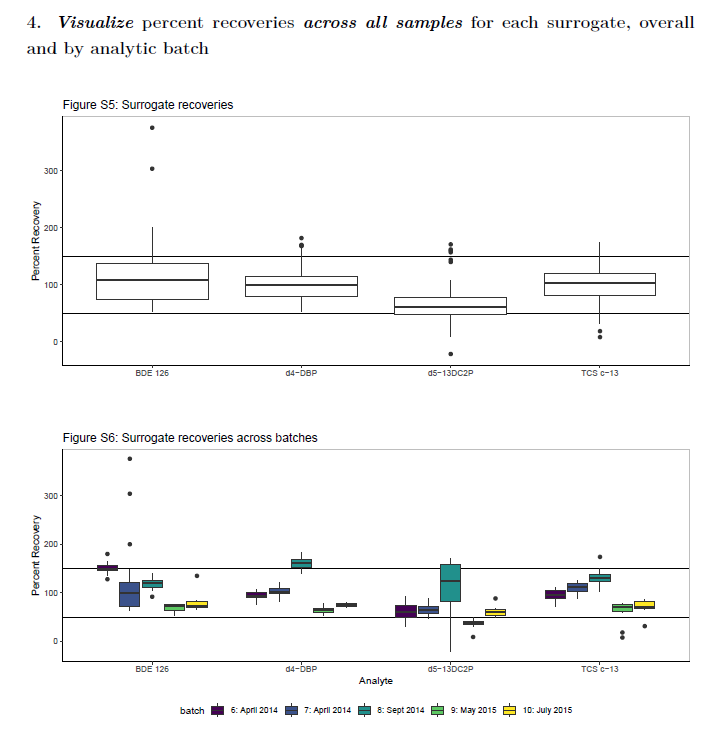 4. Visualize percent recoveries across all samples for each surrogate, overall
and by analytic batch
Figure S5: Surrogate recoveries
Percent Recovery
300
200
100
0
BDE 126 d4-DBP d5-13DC2P TCS c-13
Figure S6: Surrogate recoveries across batches
Percent Recovery
300
200
100
0
BDE 126 d4-DBP d5-13DC2P TCS c-13
Analyte
batch 6: April 2014 7: April 2014 8: Sept 2014 9: May 2015 10: July 2015